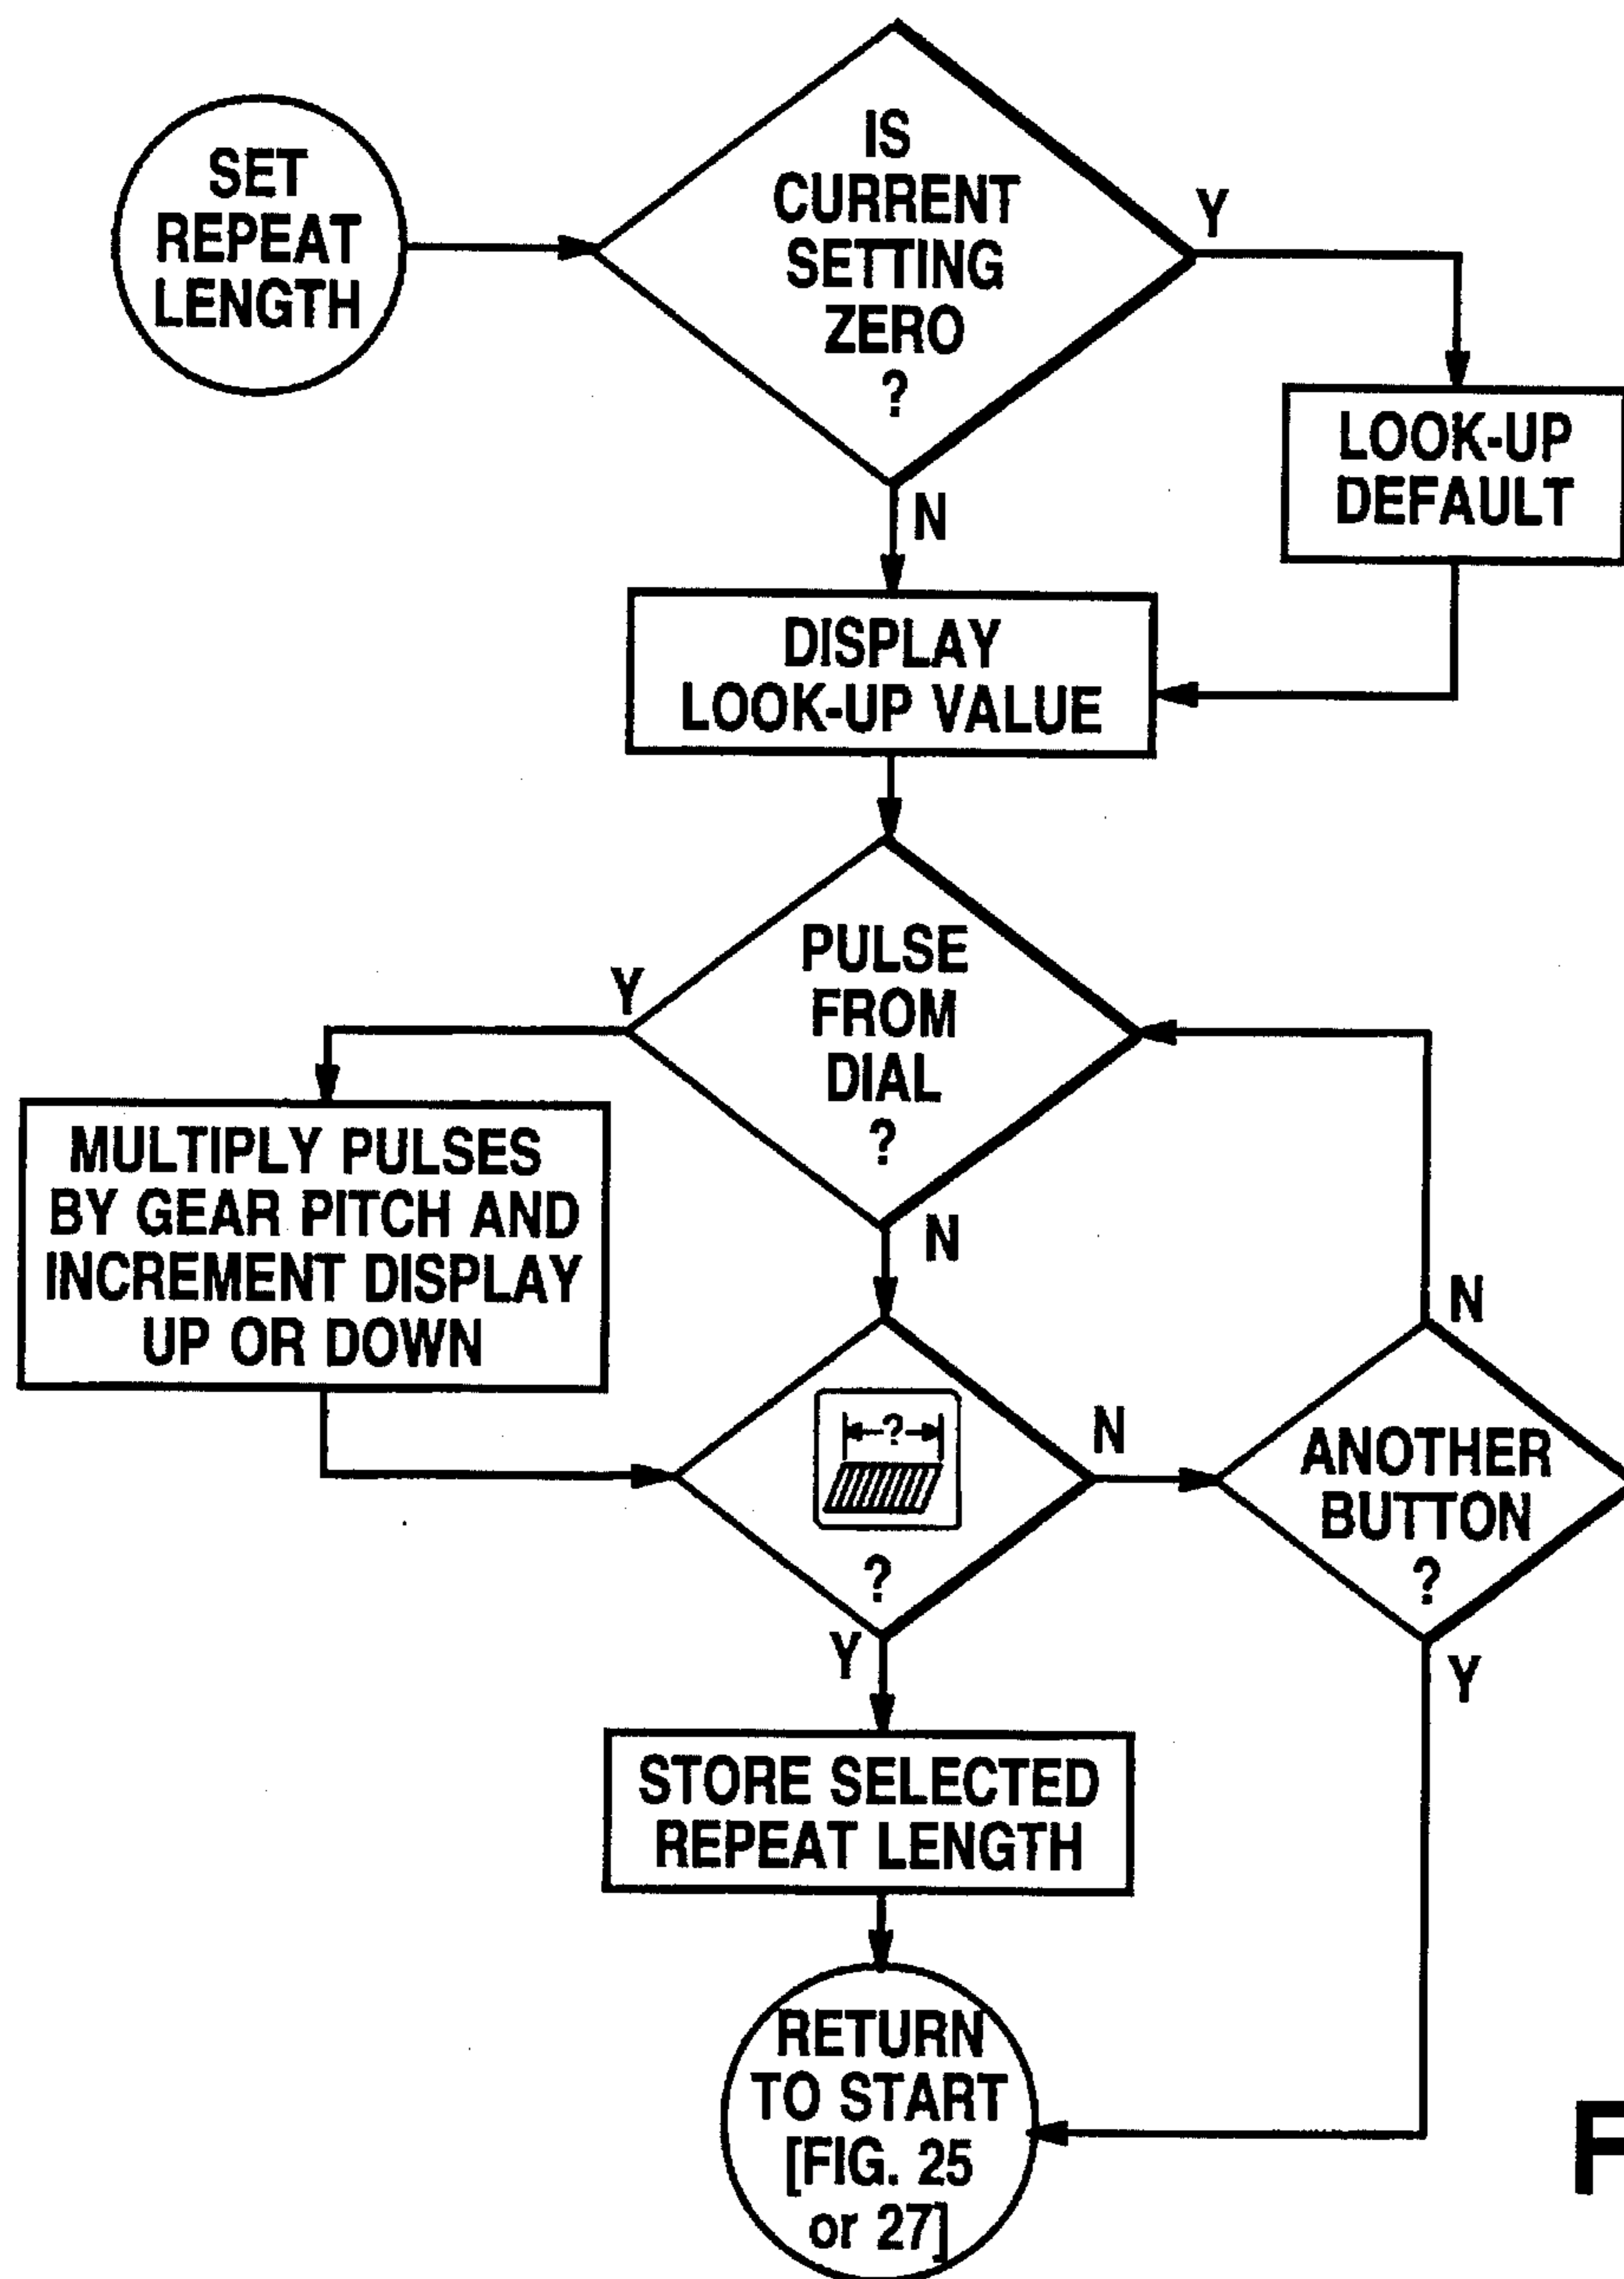 SET
REPEAT
LENGTH
IS
CURRENT
SETTING
ZERO
?
Y
LOOK-UP
DEFAULT
N
DISPLAY
LOOK-UP VALUE
PULSE
FROM
DIAL
?
Y
MULTIPLY PULSES
BY GEAR PITCH AND
INCREMENT DISPLAY
UP OR DOWN
N
?
?
N
ANOTHER
BUTTON
?
N
Y
Y
STORE SELECTED
REPEAT LENGTH
RETURN
TO START
[FIG. 25
or 27]
F